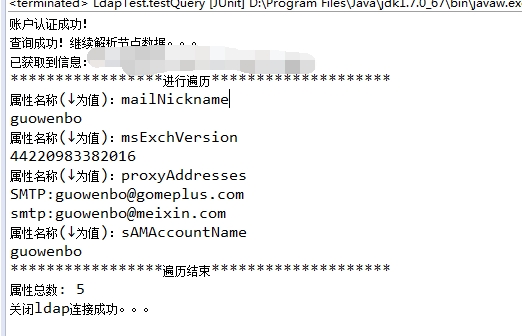 <terminated> LdapTest.testQuery [JUnit] D:\Program Files\Java\jdk1.7.0_67\bin\javaw.ex
账户认证成功!
查询成功!继续解析节点数据。。。
已获取到信息:
******************进行遍历*********************
属性名称(↓为值): mailNickname
guowenbo
属性名称(↓为值): msExchVersion
44220983382016
属性名称(↓为值): proxyAddresses
SMTP:guowenbo@gomeplus.com
smtp:guowenbo@meixin.com
属性名称(↓为值): sAMAccountName
guowenbo
******************遍历结束*********************
属性总数: 5
关闭ldap连接成功。。。